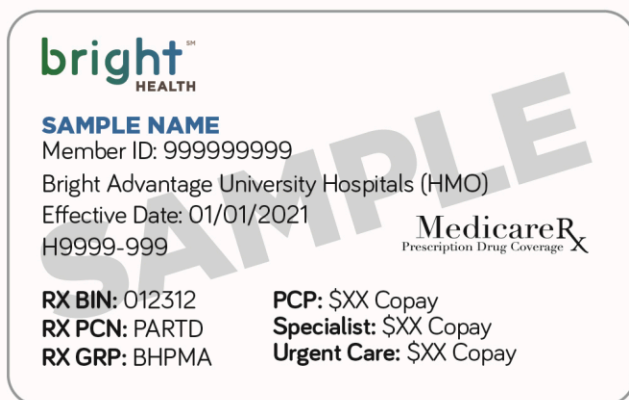 bright℠
HEALTH
SAMPLE
SAMPLE NAME
Member ID: 999999999
Bright Advantage University Hospitals (HMO)
Effective Date: 01/01/2021
H9999-999
MedicareRx
Prescription Drug Coverage
RX BIN: 012312
RX PCN: PARTD
RX GRP: BHPMA
PCP: $XX Copay
Specialist: $XX Copay
Urgent Care: $XX Copay